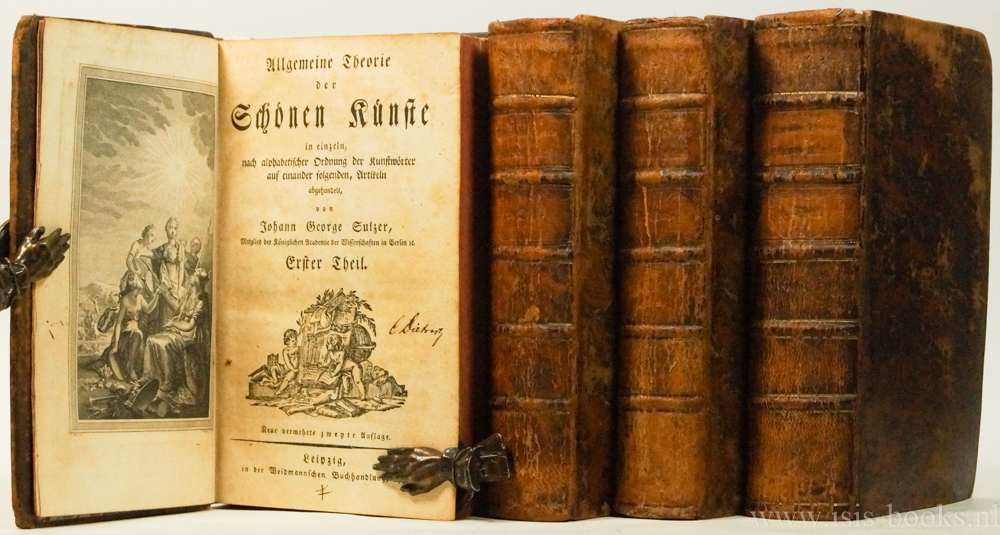 Allgemeine Theorie
der
Schönen Künste
in einzeln,
nach alphabetischer Ordnung der Kunstwörter
auf einander folgenden, Artikeln
abgehandelt,
von
Johann George Sulzer,
Mitglied der Königlichen Academie der Wissenschaften in Berlin ꝛc.
Erster Theil.
Neue vermehrte zweyte Auflage.
Leipzig,
in der Weidmannschen Buchhandlung
www.isis-books.nl